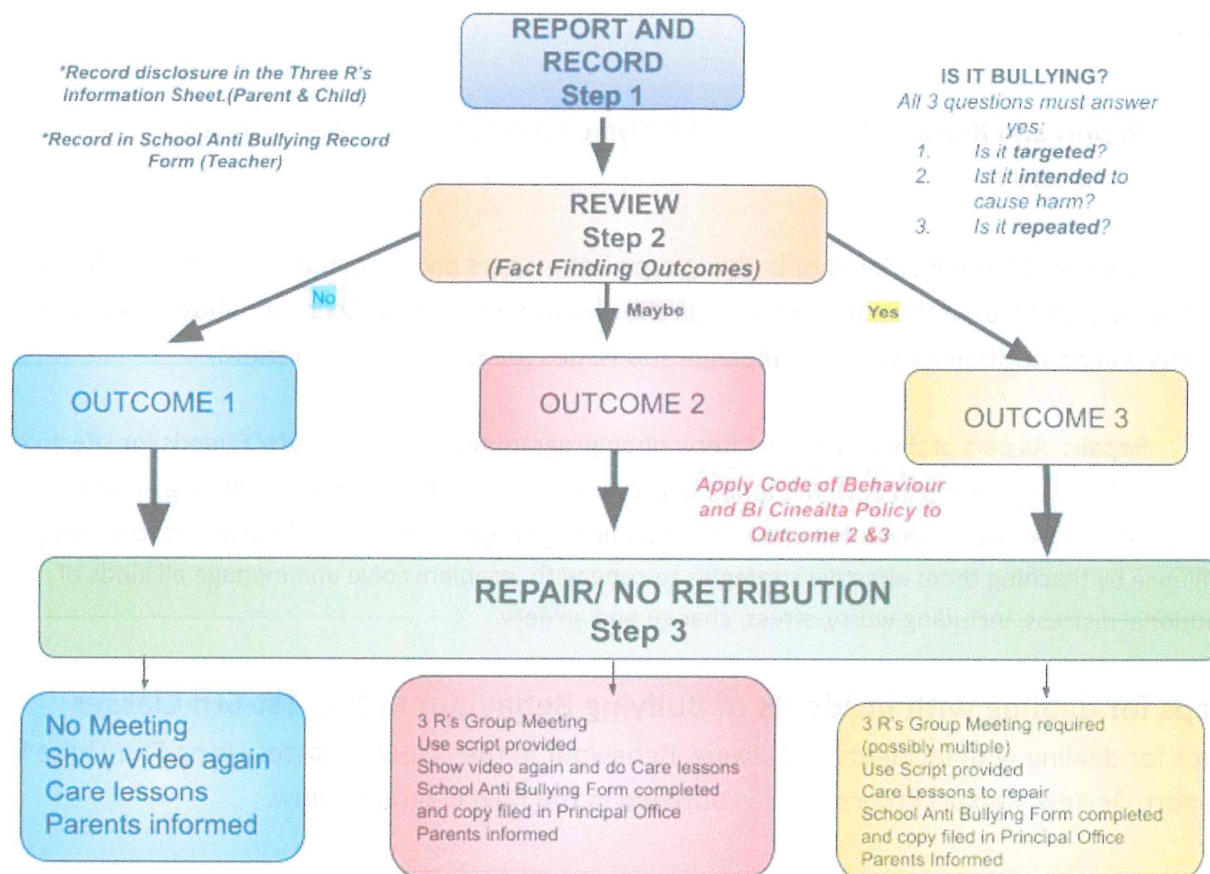 REPORT AND
RECORD
Step 1
*Record disclosure in the Three R's
Information Sheet.(Parent & Child)
*Record in School Anti Bullying Record
Form (Teacher)
IS IT BULLYING?
All 3 questions must answer
yes:
1. Is it targeted?
2. Ist it intended to
cause harm?
3. Is it repeated?
REVIEW
Step 2
(Fact Finding Outcomes)
No
Maybe
Yes
OUTCOME 1
OUTCOME 2
OUTCOME 3
Apply Code of Behaviour
and Bi Cineálta Policy to
Outcome 2 &3
REPAIR/ NO RETRIBUTION
Step 3
No Meeting
Show Video again
Care lessons
Parents informed
3 R's Group Meeting
Use script provided
Show video again and do Care lessons
School Anti Bullying Form completed
and copy filed in Principal Office
Parents informed
3 R's Group Meeting required
(possibly multiple)
Use Script provided
Care Lessons to repair
School Anti Bullying Form completed
and copy filed in Principal Office
Parents Informed